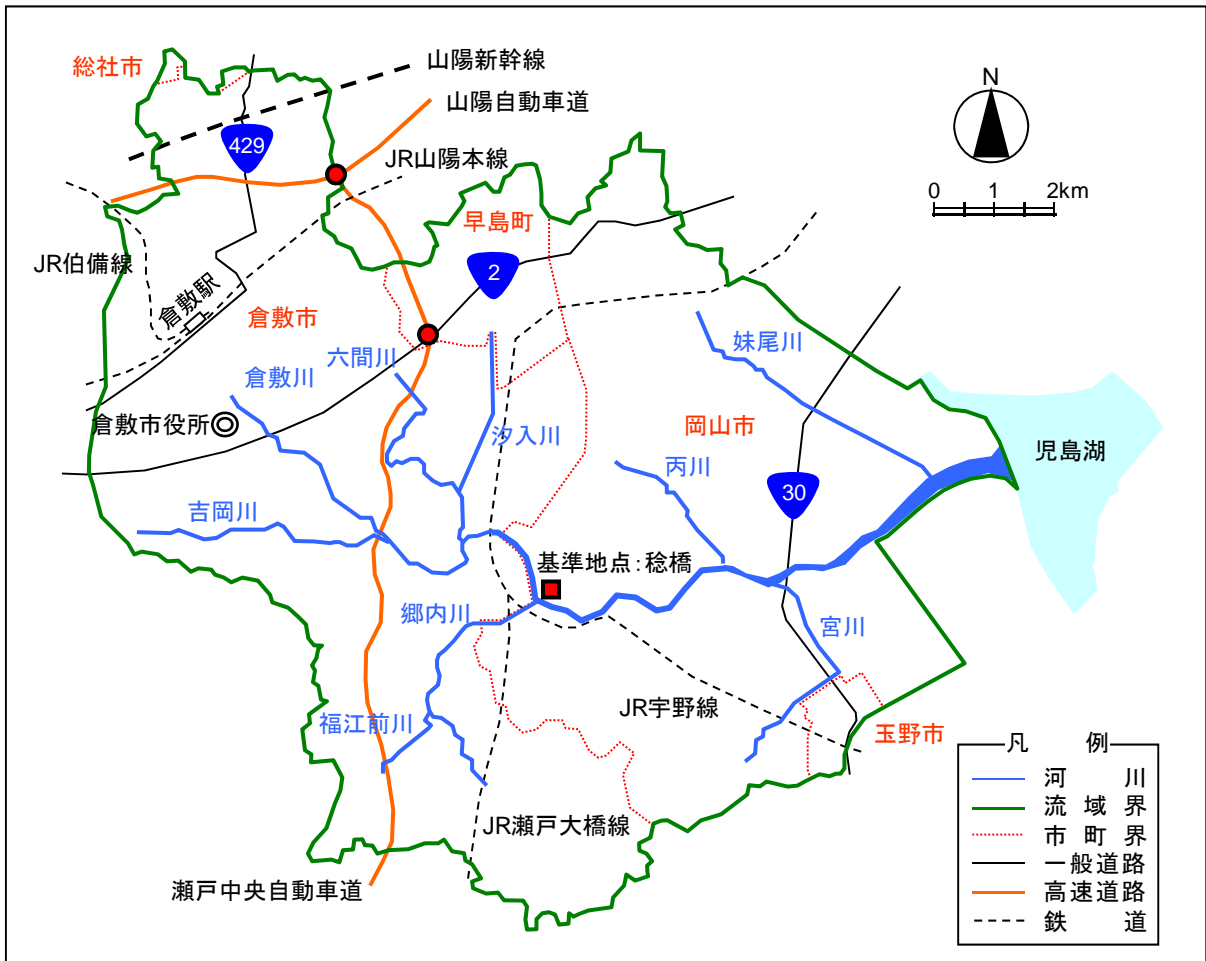 総社市
山陽新幹線
山陽自動車道
429
JR山陽本線
N
0 1 2km
早島町
JR伯備線
2
倉敷駅
倉敷市
六間川
妹尾川
倉敷川
倉敷市役所
汐入川
岡山市
児島湖
丙川
30
吉岡川
基準地点:稔橋
郷内川
宮川
JR宇野線
福江前川
玉野市
JR瀬戸大橋線
瀬戸中央自動車道
凡 例
河 川
流 域 界
市 町 界
一 般 道 路
高 速 道 路
鉄 道